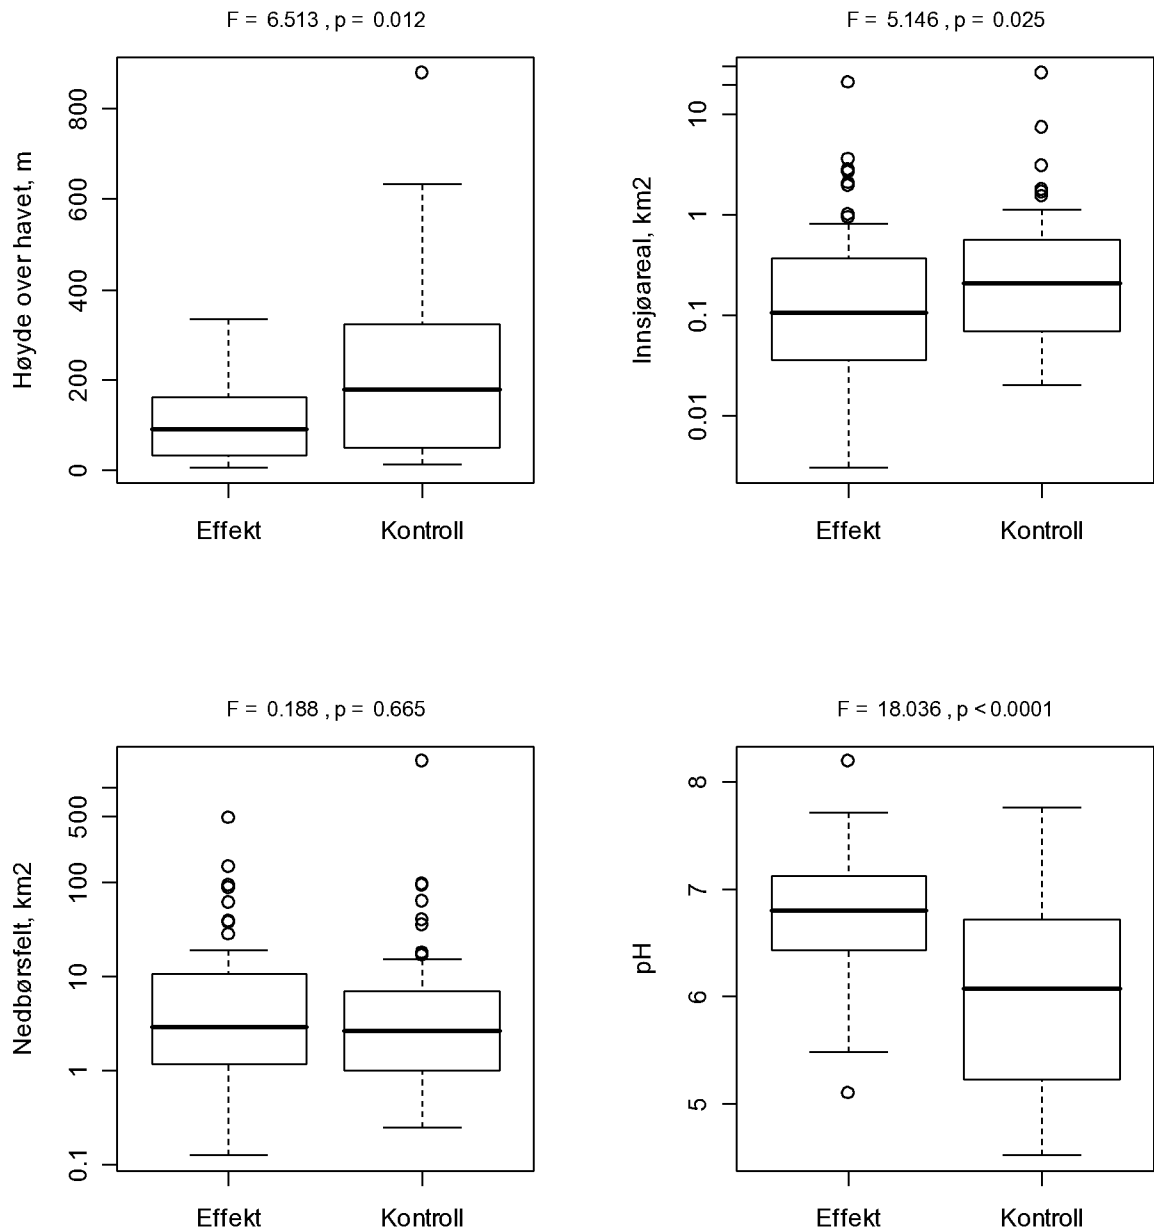 F = 6.513 , p = 0.012
Høyde over havet, m
800
600
400
200
0
Effekt Kontroll
F = 5.146 , p = 0.025
Innsjøareal, km2
10
1
0.1
0.01
Effekt Kontroll
F = 0.188 , p = 0.665
Nedbørsfelt, km2
500
100
10
1
0.1
Effekt Kontroll
F = 18.036 , p <0.0001
pH
8
7
6
5
Effekt Kontroll